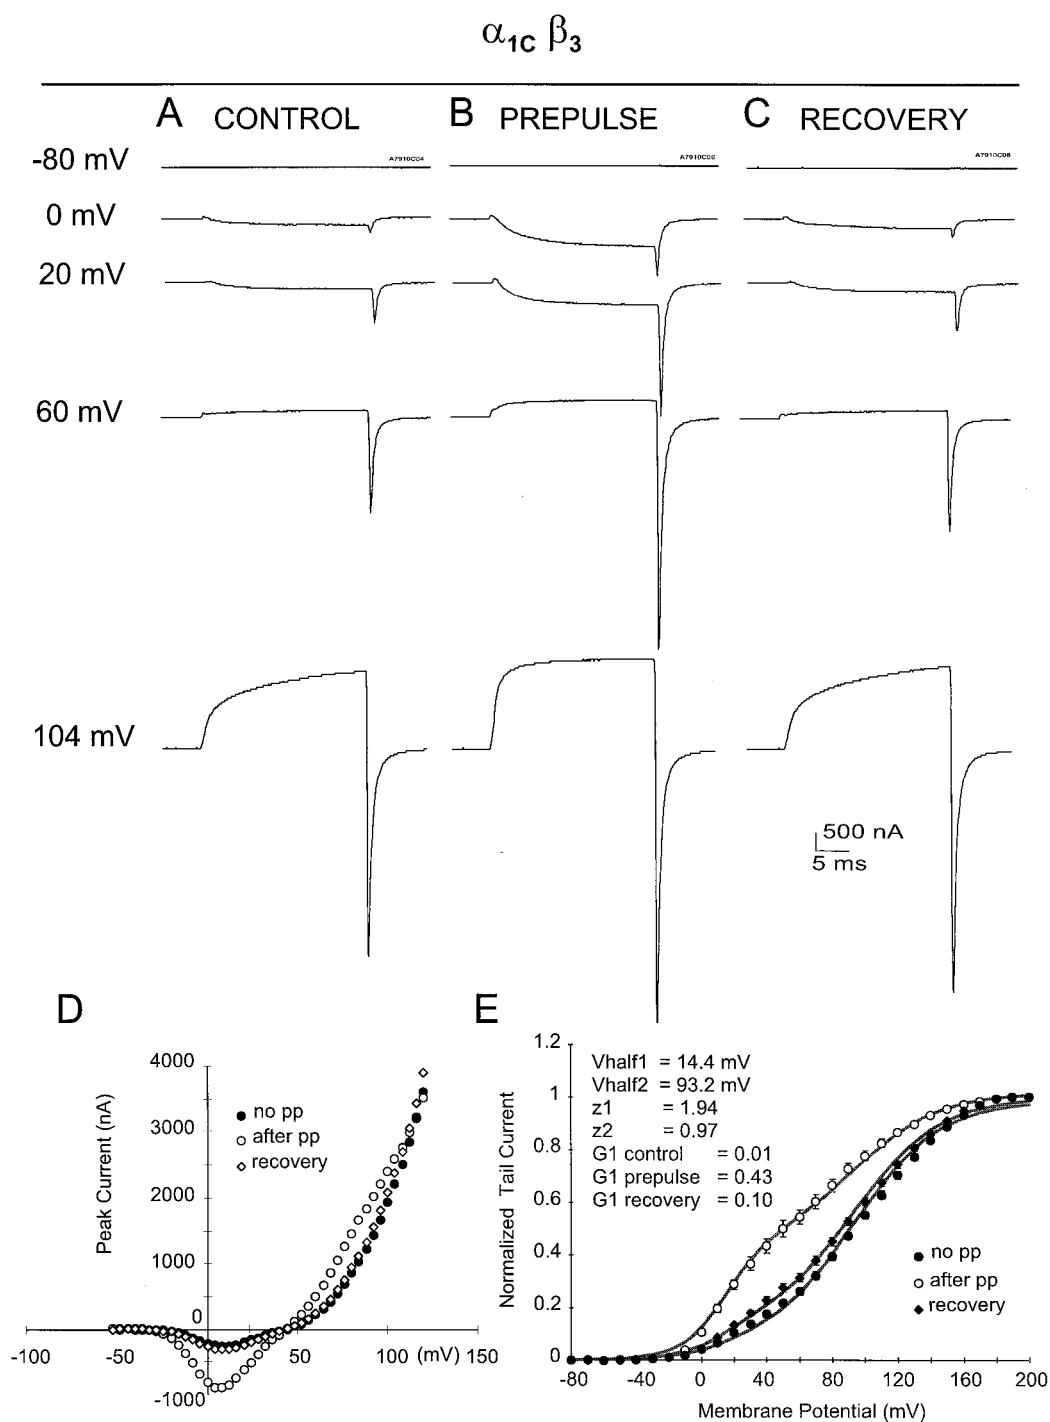 α1C β3
A CONTROL
B PREPULSE
C RECOVERY
-80 mV
A7910C04
A7910C06
A7910C08
0 mV
20 mV
60 mV
104 mV
500 nA
5 ms
D
Peak Current (nA)
4000
3000
2000
1000
0
-1000
-100
-50
50
100
(mV)
150
no pp
after pp
recovery
E
Normalized Tail Current
1.2
1
0.8
0.6
0.4
0.2
0
Vhalf1 = 14.4 mV
Vhalf2 = 93.2 mV
z1 = 1.94
z2 = 0.97
G1 control = 0.01
G1 prepulse = 0.43
G1 recovery = 0.10
no pp
after pp
recovery
-80
-40
0
40
80
120
160
200
Membrane Potential (mV)